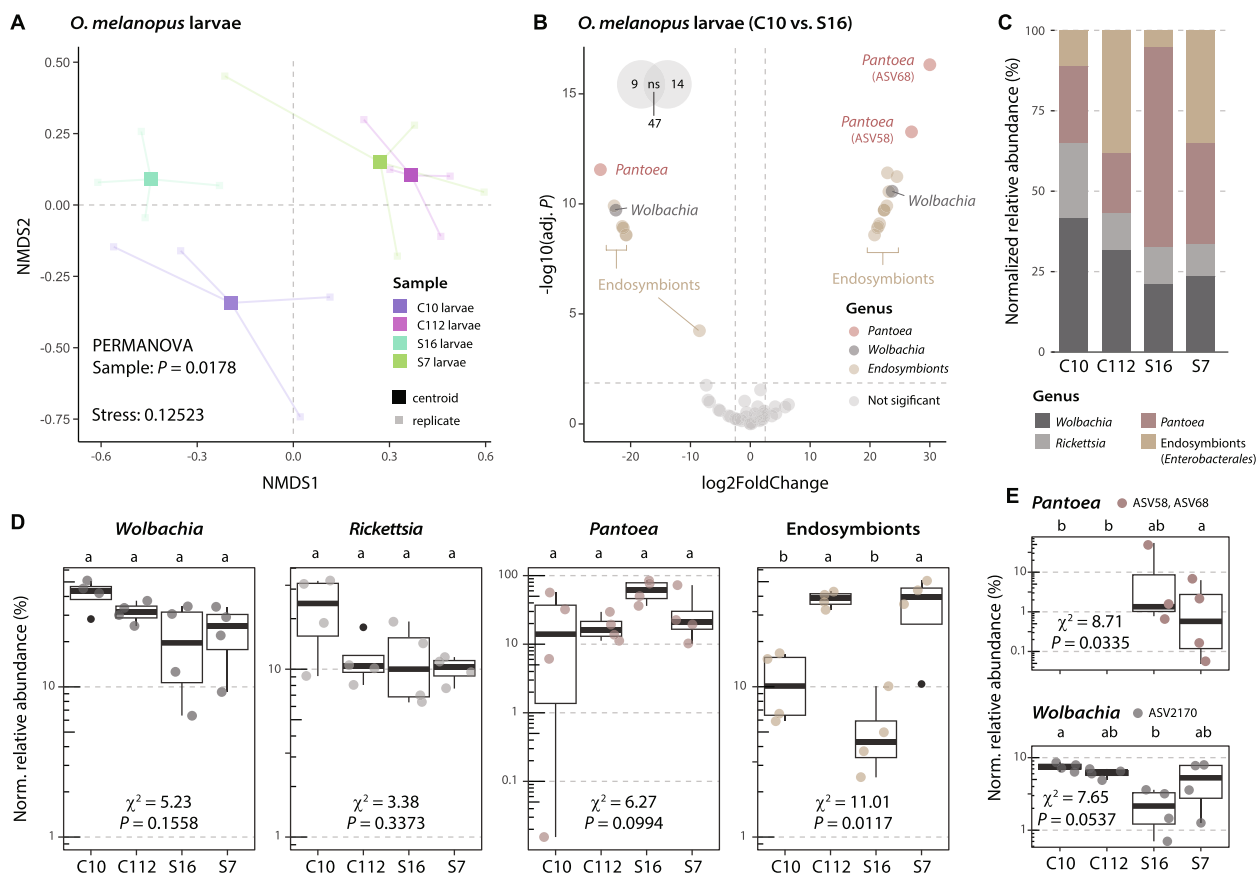 A
O. melanopus larvae
0.50
0.25
0.00
-0.25
-0.50
-0.75
NMDS2
-0.6
-0.3
0.0
0.3
0.6
NMDS1
PERMANOVA
Sample: P = 0.0178
Stress: 0.12523
Sample
C10 larvae
C112 larvae
S16 larvae
S7 larvae
centroid
replicate
B
O. melanopus larvae (C10 vs. S16)
15
10
5
0
-log10(adj. P)
-20
-10
0
10
20
30
log2FoldChange
9 ns 14
47
Pantoea
(ASV68)
Pantoea
(ASV58)
Pantoea
Wolbachia
Wolbachia
Endosymbionts
Endosymbionts
Genus
Pantoea
Wolbachia
Endosymbionts
Not sigificant
C
100
75
50
25
0
Normalized relative abundance (%)
C10 C112 S16 S7
Genus
Wolbachia
Rickettsia
Pantoea
Endosymbionts
(Enterobacterales)
D
Norm. relative abundance (%)
Wolbachia
a a a a
10
1
χ² = 5.23
P = 0.1558
C10 C112 S16 S7
Rickettsia
a a a a
10
1
χ² = 3.38
P = 0.3373
C10 C112 S16 S7
Pantoea
a a a a
100
10
1
0.1
χ² = 6.27
P = 0.0994
C10 C112 S16 S7
Endosymbionts
b a b a
10
1
χ² = 11.01
P = 0.0117
C10 C112 S16 S7
E
Norm. relative abundance (%)
Pantoea ASV58, ASV68
b b ab a
10
1
0.1
χ² = 8.71
P = 0.0335
Wolbachia ASV2170
a ab b ab
10
1
χ² = 7.65
P = 0.0537
C10 C112 S16 S7